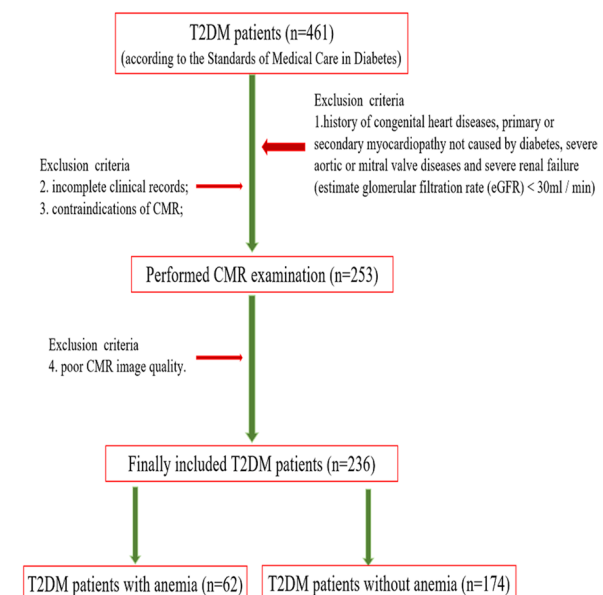 T2DM patients (n=461)
(according to the Standards of Medical Care in Diabetes)
Exclusion criteria
1.history of congenital heart diseases, primary or
secondary myocardiopathy not caused by diabetes, severe
aortic or mitral valve diseases and severe renal failure
(estimate glomerular filtration rate (eGFR) < 30ml / min)
Exclusion criteria
2. incomplete clinical records;
3. contraindications of CMR;
Performed CMR examination (n=253)
Exclusion criteria
4. poor CMR image quality.
Finally included T2DM patients (n=236)
T2DM patients with anemia (n=62)
T2DM patients without anemia (n=174)